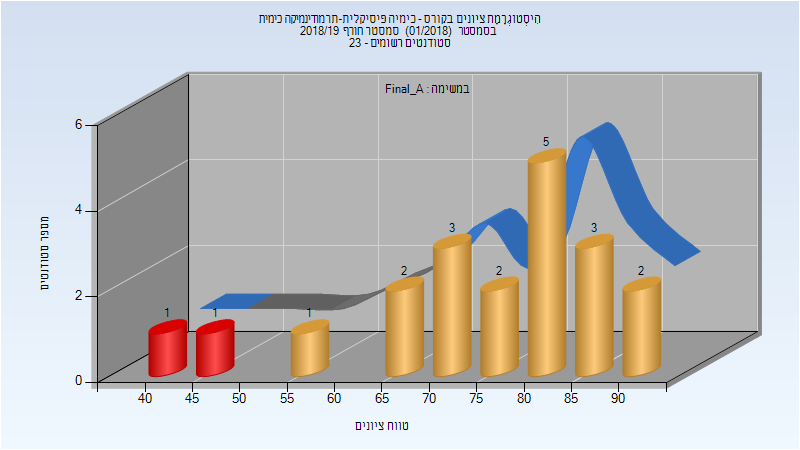 הִיסְטוֹגְרָמַת ציונים בקורס - כימיה פיסיקלית-תרמודינמיקה כימית
בסמסטר (01/2018) סמסטר חורף 2018/19
סטודנטים רשומים - 23
במשימה : Final_A
מספר סטודנטים
6
4
2
0
1
1
1
2
3
2
5
3
2
40 45 50 55 60 65 70 75 80 85 90
טווח ציונים